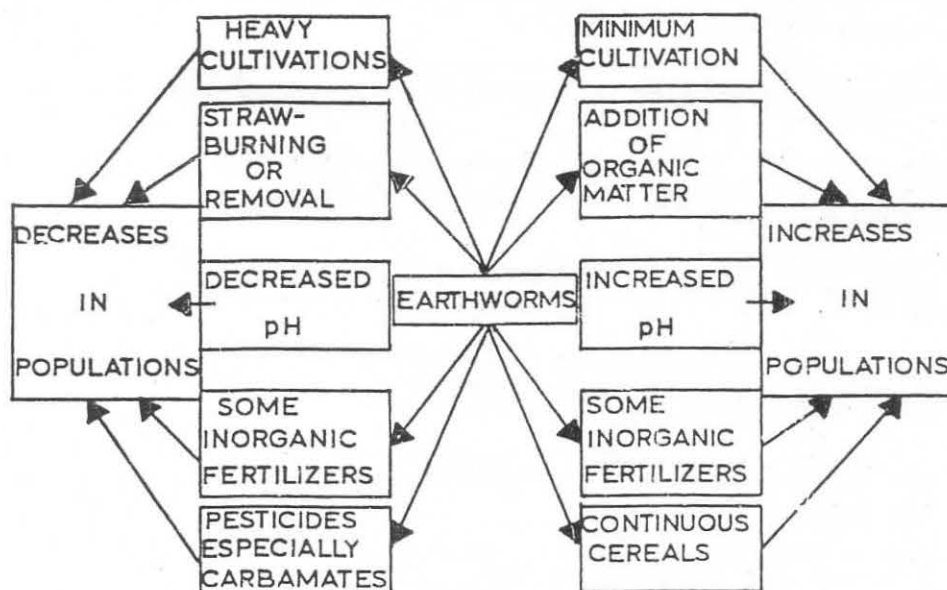 HEAVY
CULTIVATIONS
STRAW-
BURNING
OR
REMOVAL
DECREASES
IN
POPULATIONS
DECREASED
pH
SOME
INORGANIC
FERTILIZERS
PESTICIDES
ESPECIALLY
CARBAMATES
EARTHWORMS
MINIMUM
CULTIVATION
ADDITION
OF
ORGANIC
MATTER
INCREASED
pH
SOME
INORGANIC
FERTILIZERS
CONTINUOUS
CEREALS
INCREASES
IN
POPULATIONS